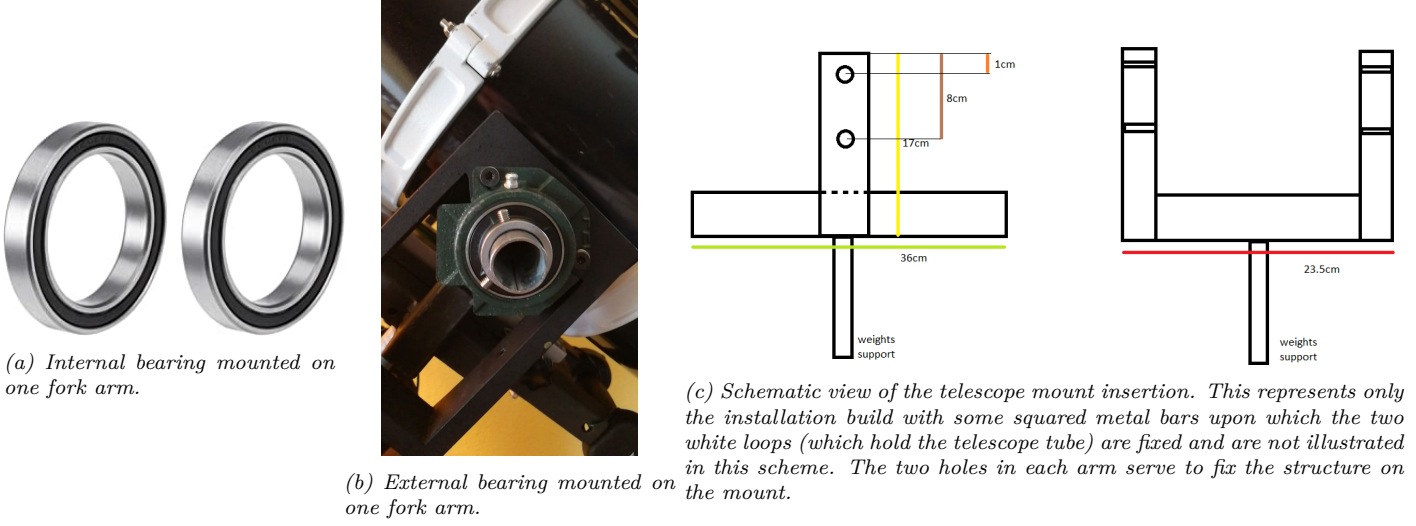 (a) Internal bearing mounted on
one fork arm.
(b) External bearing mounted on
one fork arm.
1cm
8cm
17cm
36cm
weights
support
23.5cm
weights
support
(c) Schematic view of the telescope mount insertion. This represents only
the installation build with some squared metal bars upon which the two
white loops (which hold the telescope tube) are fixed and are not illustrated
in this scheme. The two holes in each arm serve to fix the structure on
the mount.